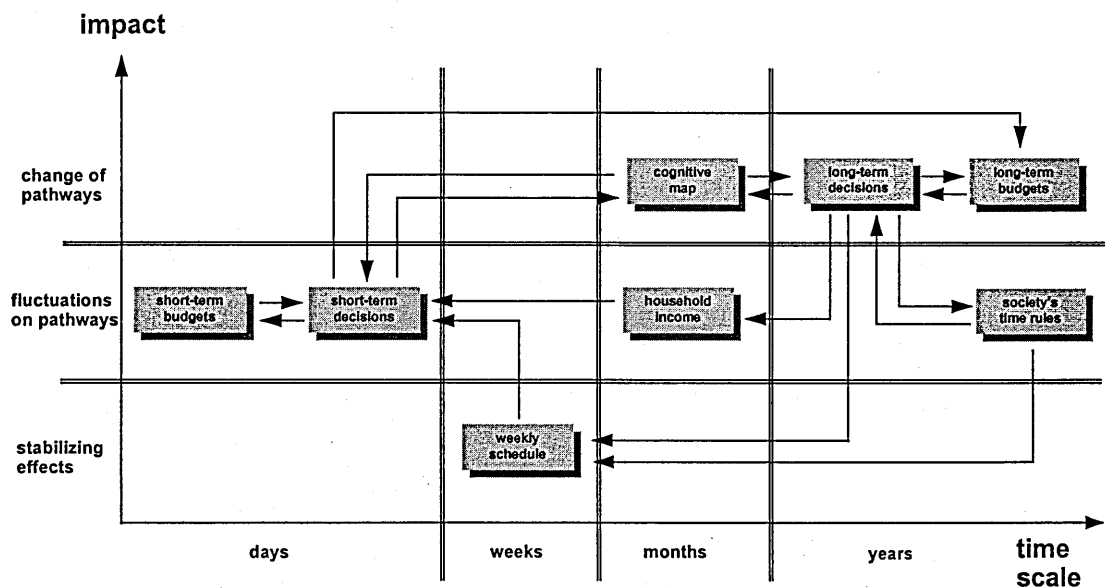 impact
change of
pathways
cognitive
map
long-term
decisions
long-term
budgets
fluctuations
on pathways
short-term
budgets
short-term
decisions
household
income
society's
time rules
stabilizing
effects
weekly
schedule
days
weeks
months
years
time
scale